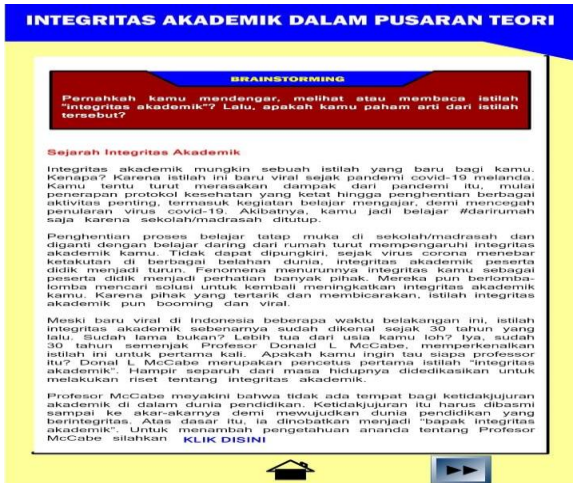 INTEGRITAS AKADEMIK DALAM PUSARAN TEORI
BRAINSTORMING
Pernahkah kamu mendengar, melihat atau membaca istilah
"integritas akademik"? Lalu, apakah kamu paham arti dari istilah
tersebut?
Sejarah Integritas Akademik
Integritas akademik mungkin sebuah istilah yang baru bagi kamu.
Kenapa? Karena istilah ini baru viral sejak pandemi covid-19 melanda.
Kamu tentu turut merasakan dampak dari pandemi itu, mulai
penerapan protokol kesehatan yang ketat hingga penghentian berbagai
aktivitas penting, termasuk kegiatan belajar mengajar, demi mencegah
penularan virus covid-19. Akibatnya, kamu jadi belajar #darirumah
saja karena sekolah/madrasah ditutup.
Penghentian proses belajar tatap muka di sekolah/madrasah dan
diganti dengan belajar daring dari rumah turut mempengaruhi integritas
akademik kamu. Tidak dapat dipungkiri, sejak virus corona menebar
ketakutan di berbagai belahan dunia, integritas akademik peserta
didik menjadi turun. Fenomena menurunnya integritas kamu sebagai
peserta didik menjadi perhatian banyak pihak. Mereka pun berlomba-
lomba mencari solusi untuk kembali meningkatkan integritas akademik
kamu. Karena pihak yang tertarik dan membicarakan, istilah integritas
akademik pun booming dan viral.
Meski baru viral di Indonesia beberapa waktu belakangan ini, istilah
integritas akademik sebenarnya sudah dikenal sejak 30 tahun yang
lalu. Sudah lama bukan? Lebih tua dari usia kamu loh? Iya, sudah
30 tahun semenjak Profesor Donald L McCabe, memperkenalkan
istilah ini untuk pertama kali. Apakah kamu ingin tau siapa professor
itu? Donal L McCabe merupakan pencetus pertama istilah "integritas
akademik". Hampir separuh dari masa hidupnya didedikasikan untuk
melakukan riset tentang integritas akademik.
Profesor McCabe meyakini bahwa tidak ada tempat bagi ketidakjujuran
akademik di dalam dunia pendidikan. Ketidakjujuran itu harus dibasmi
sampai ke akar-akarnya demi mewujudkan dunia pendidikan yang
berintegritas. Atas dasar itu, ia dinobatkan menjadi "bapak integritas
akademik". Untuk menambah pengetahuan ananda tentang Profesor
McCabe silahkan KLIK DISINI